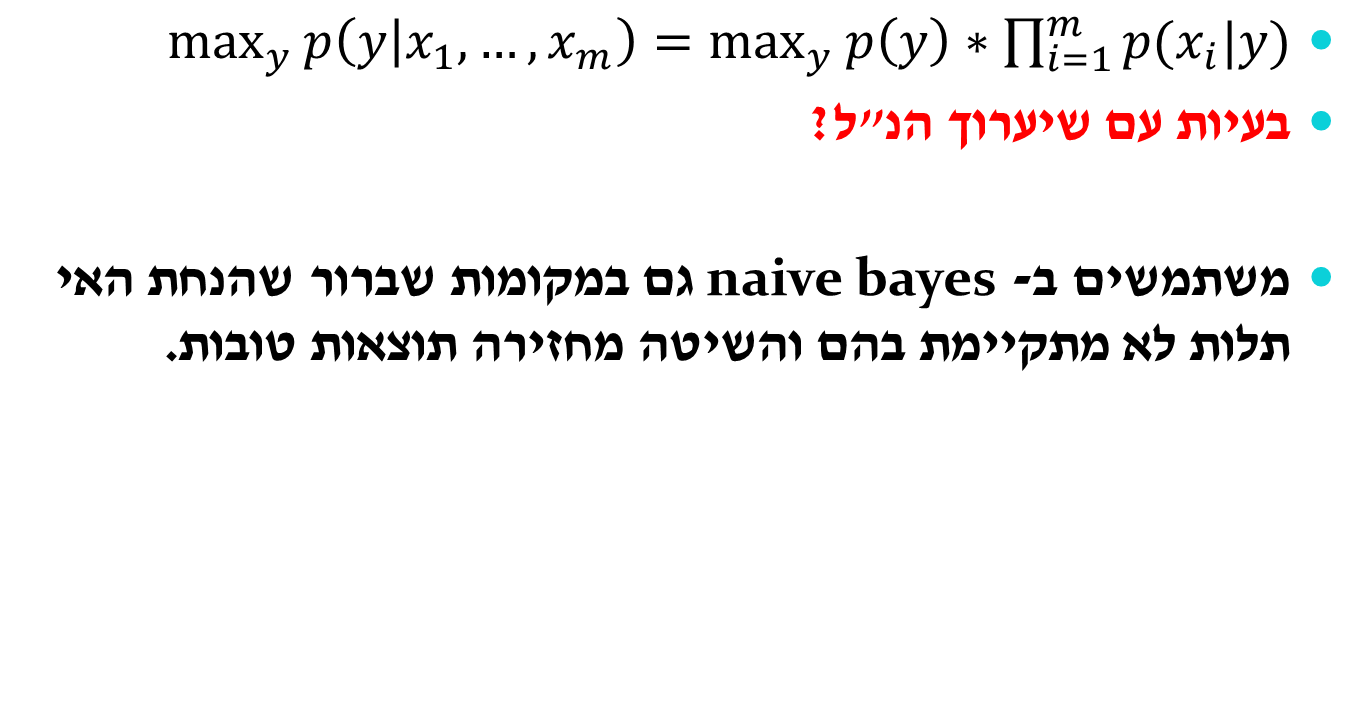 • max_y p(y|x_1, … , x_m) = max_y p(y) * ∏_{i=1}^{m} p(x_i|y)
• בעיות עם שיערוך הנ״ל?
• משתמשים ב- naive bayes גם במקומות שברור שהנחת האי
תלות לא מתקיימת בהם והשיטה מחזירה תוצאות טובות.